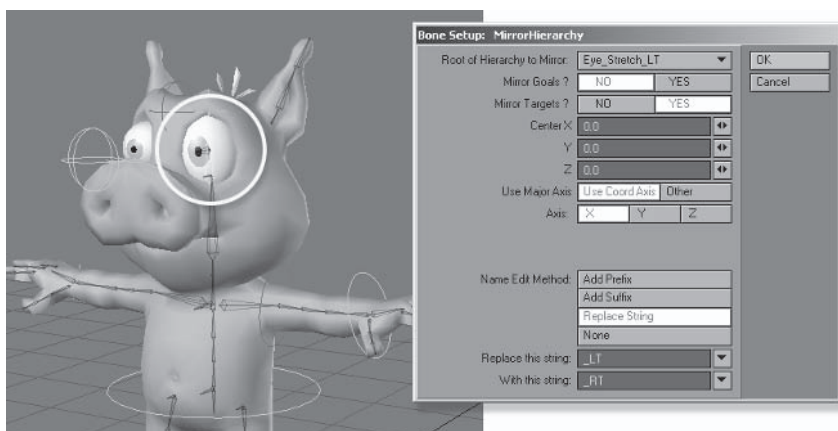 Bone Setup: MirrorHierarchy
Root of Hierarchy to Mirror: Eye_Stretch_LT OK
Mirror Goals ? NO YES Cancel
Mirror Targets ? NO YES
Center X 0.0
Y 0.0
Z 0.0
Use Major Axis Use Coord Axis Other
Axis: X Y Z
Name Edit Method: Add Prefix
Add Suffix
Replace String
None
Replace this string: _LT
With this string: _RT